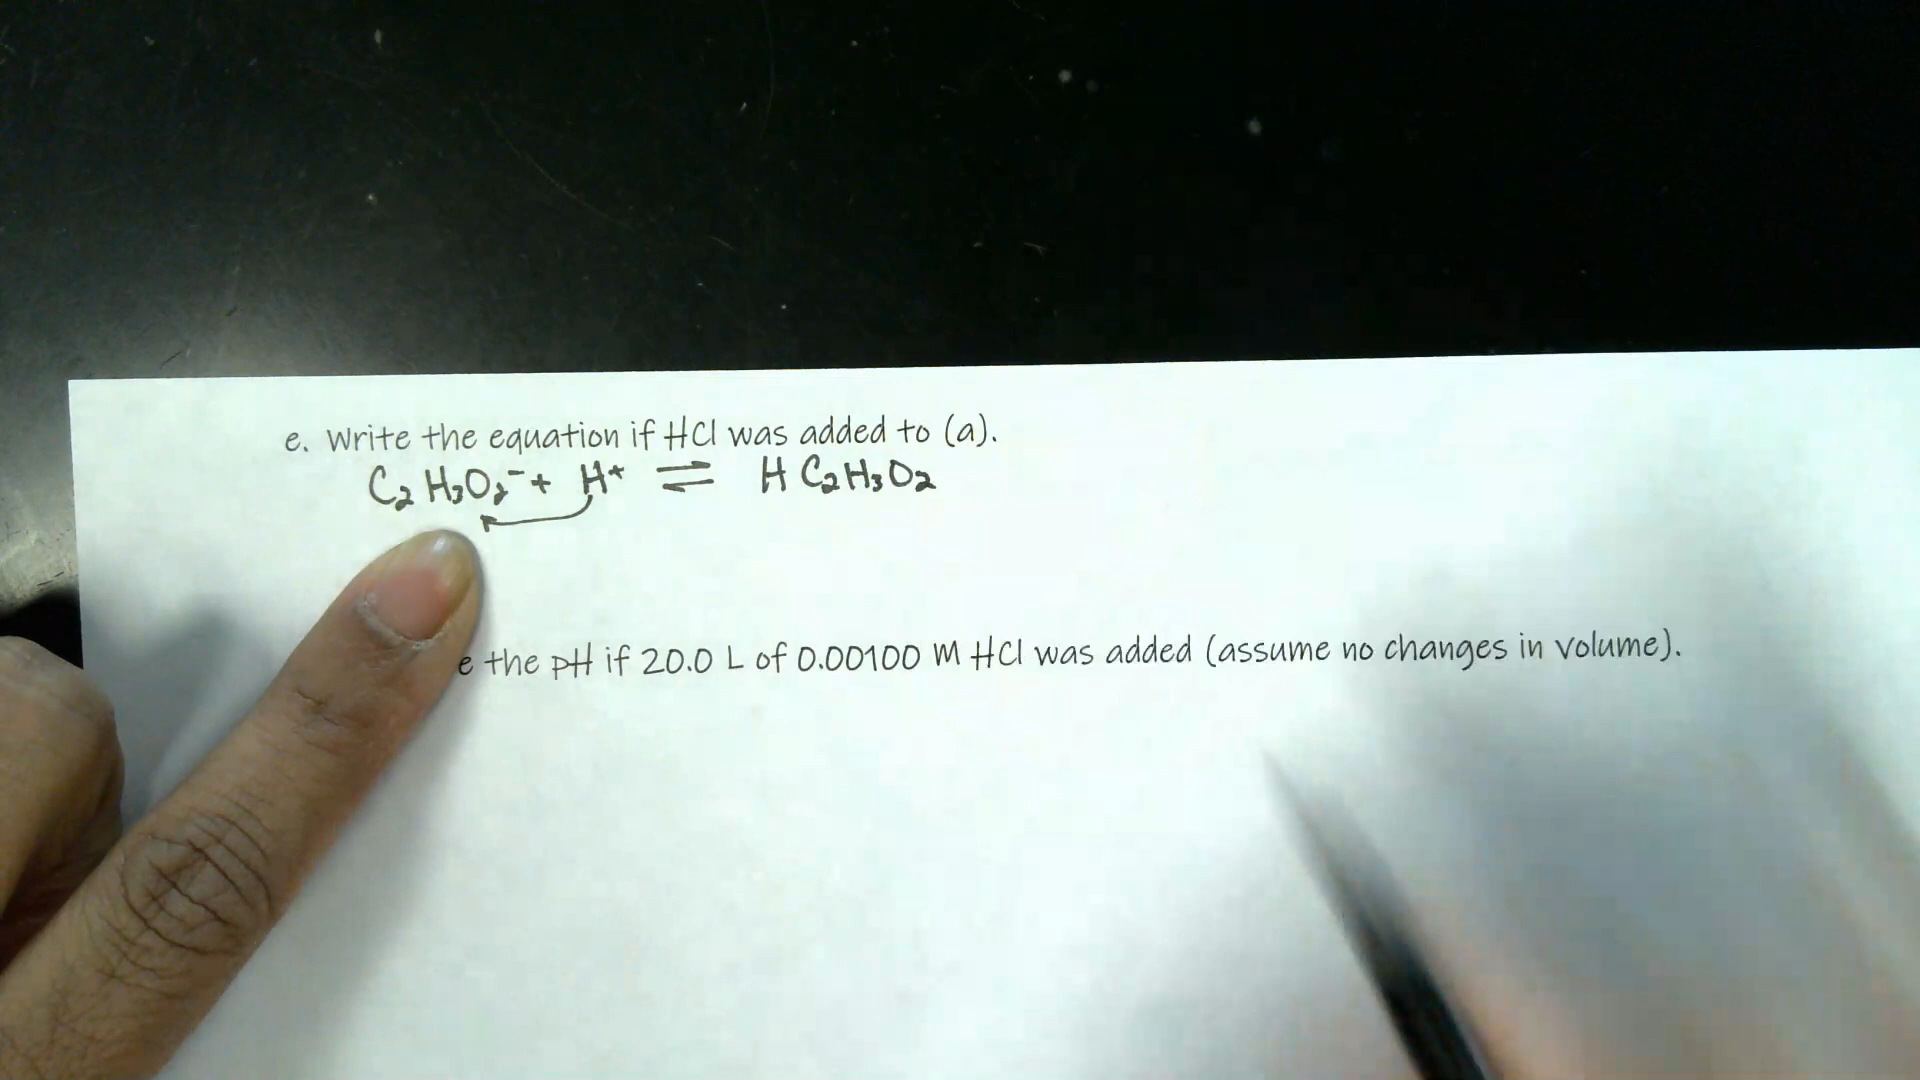 e. Write the equation if HCl was added to (a).
C₂H₃O₂⁻ + H⁺ ⇌ HC₂H₃O₂
the pH if 20.0 L of 0.00100 M HCl was added (assume no changes in volume).